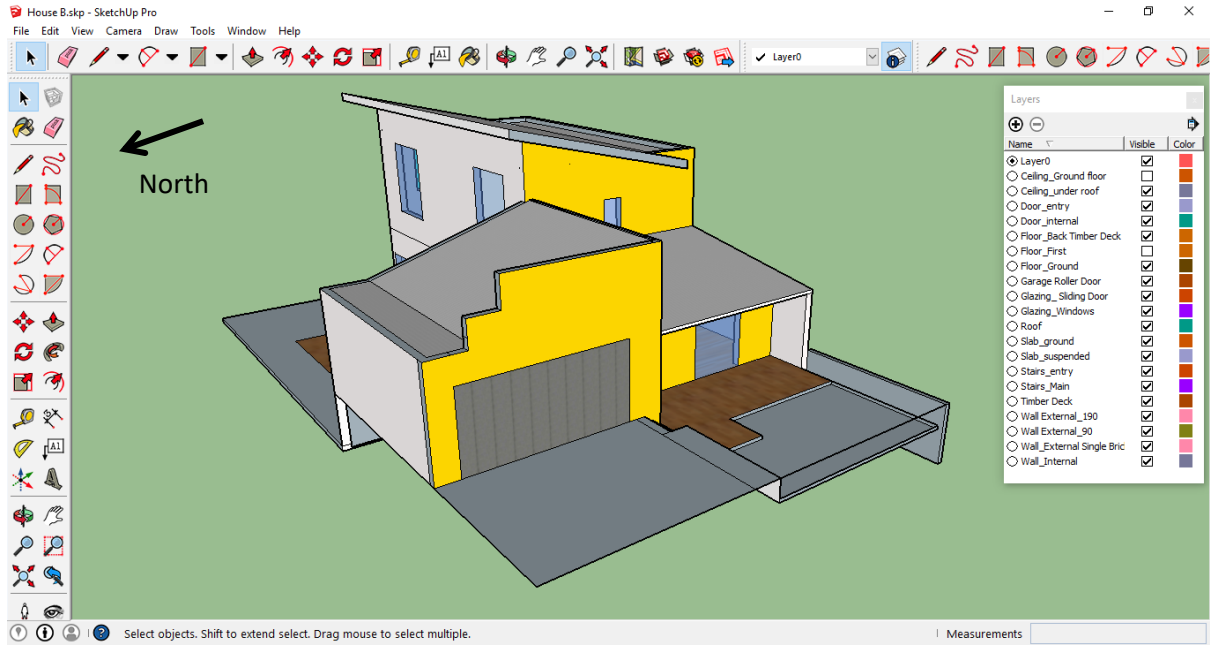 House B.skp - SketchUp Pro
File Edit View Camera Draw Tools Window Help
A1
Layer0
North
A1
Layers
Name Visible Color
Layer0
Ceiling_Ground floor
Ceiling_under roof
Door_entry
Door_internal
Floor_Back Timber Deck
Floor_First
Floor_Ground
Garage Roller Door
Glazing_ Sliding Door
Glazing_Windows
Roof
Slab_ground
Slab_suspended
Stairs_entry
Stairs_Main
Timber Deck
Wall External_190
Wall External_90
Wall_External Single Bric
Wall_Internal
Select objects. Shift to extend select. Drag mouse to select multiple.
Measurements